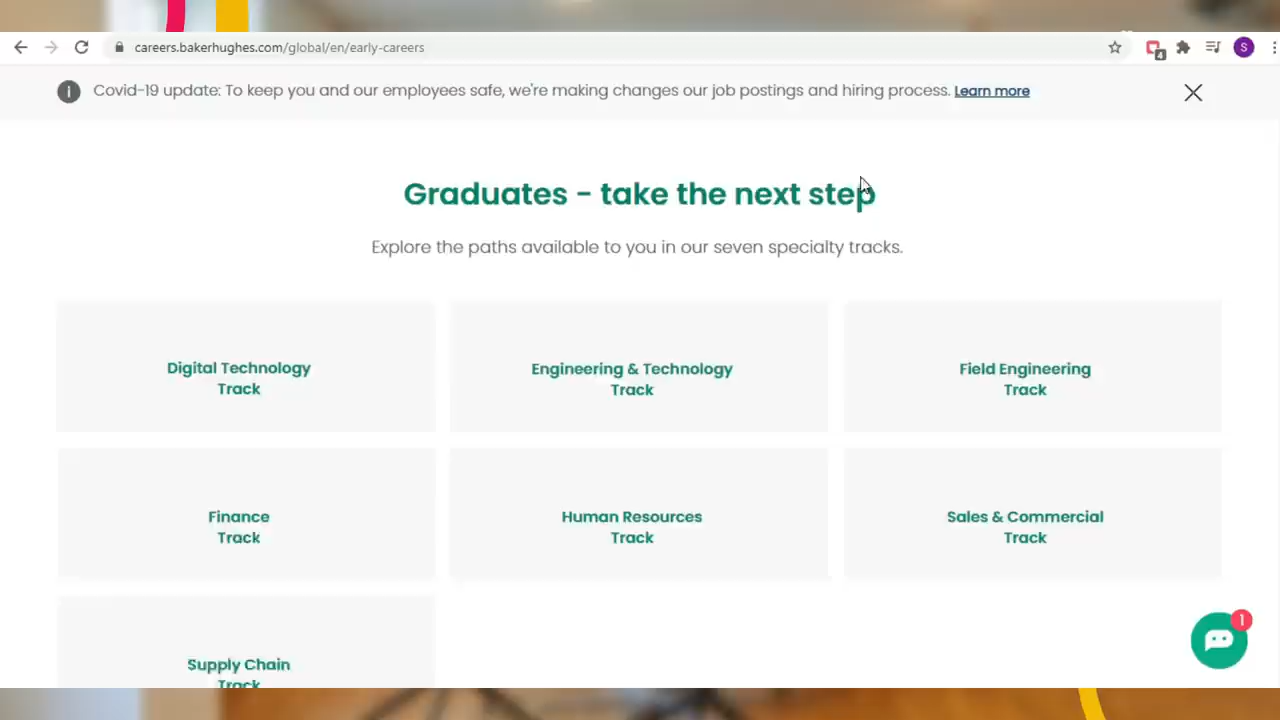 careers.bakerhughes.com/global/en/early-careers
4
S
Covid-19 update: To keep you and our employees safe, we're making changes our job postings and hiring process. Learn more
Graduates - take the next step
Explore the paths available to you in our seven specialty tracks.
Digital Technology
Track
Engineering & Technology
Track
Field Engineering
Track
Finance
Track
Human Resources
Track
Sales & Commercial
Track
Supply Chain
Track
1